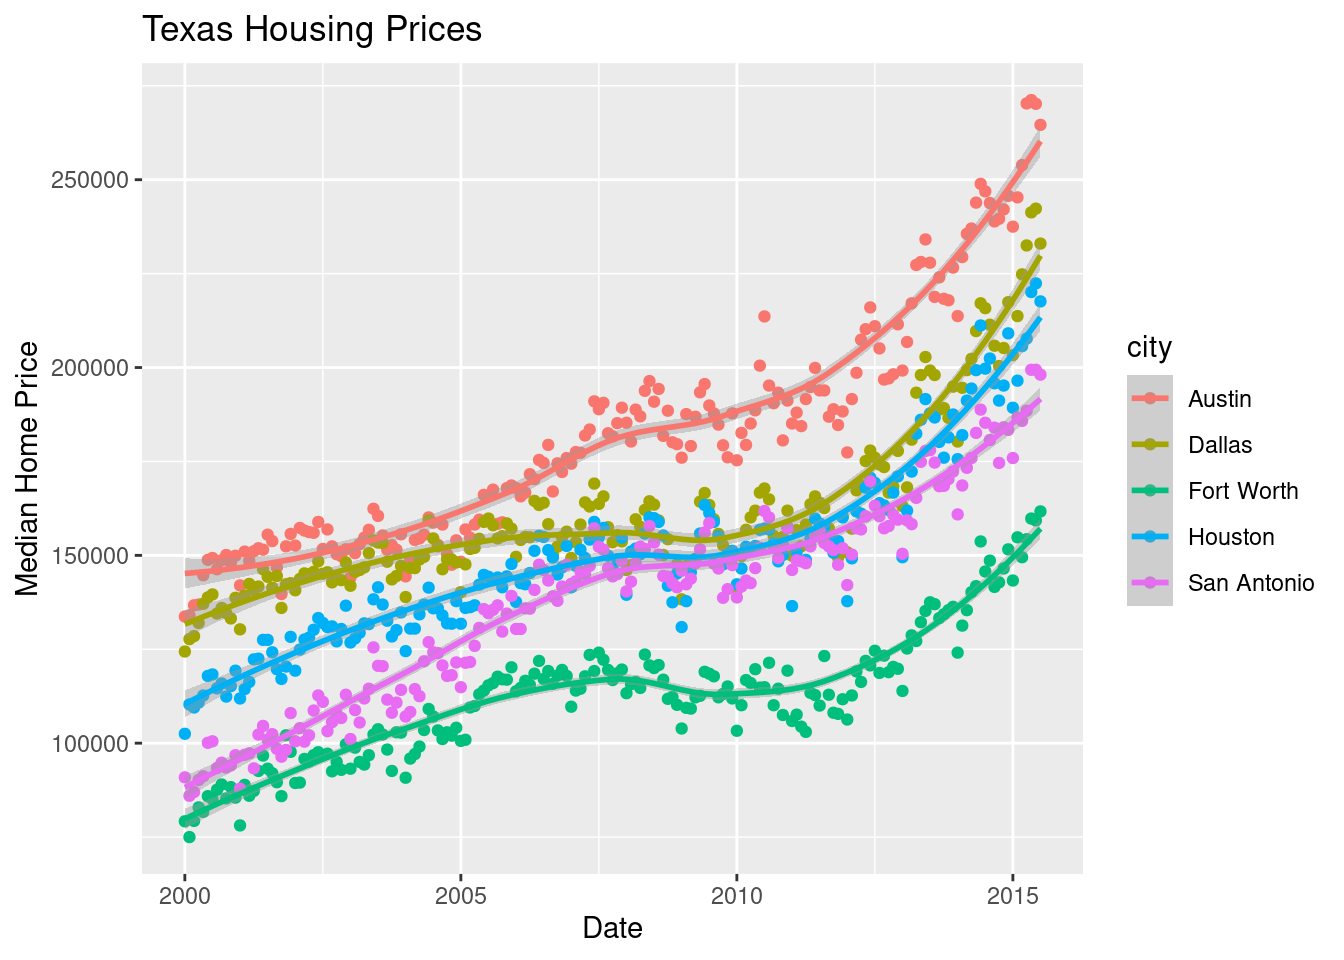 Texas Housing Prices
Median Home Price
250000
200000
150000
100000
2000 2005 2010 2015
Date
city
Austin
Dallas
Fort Worth
Houston
San Antonio